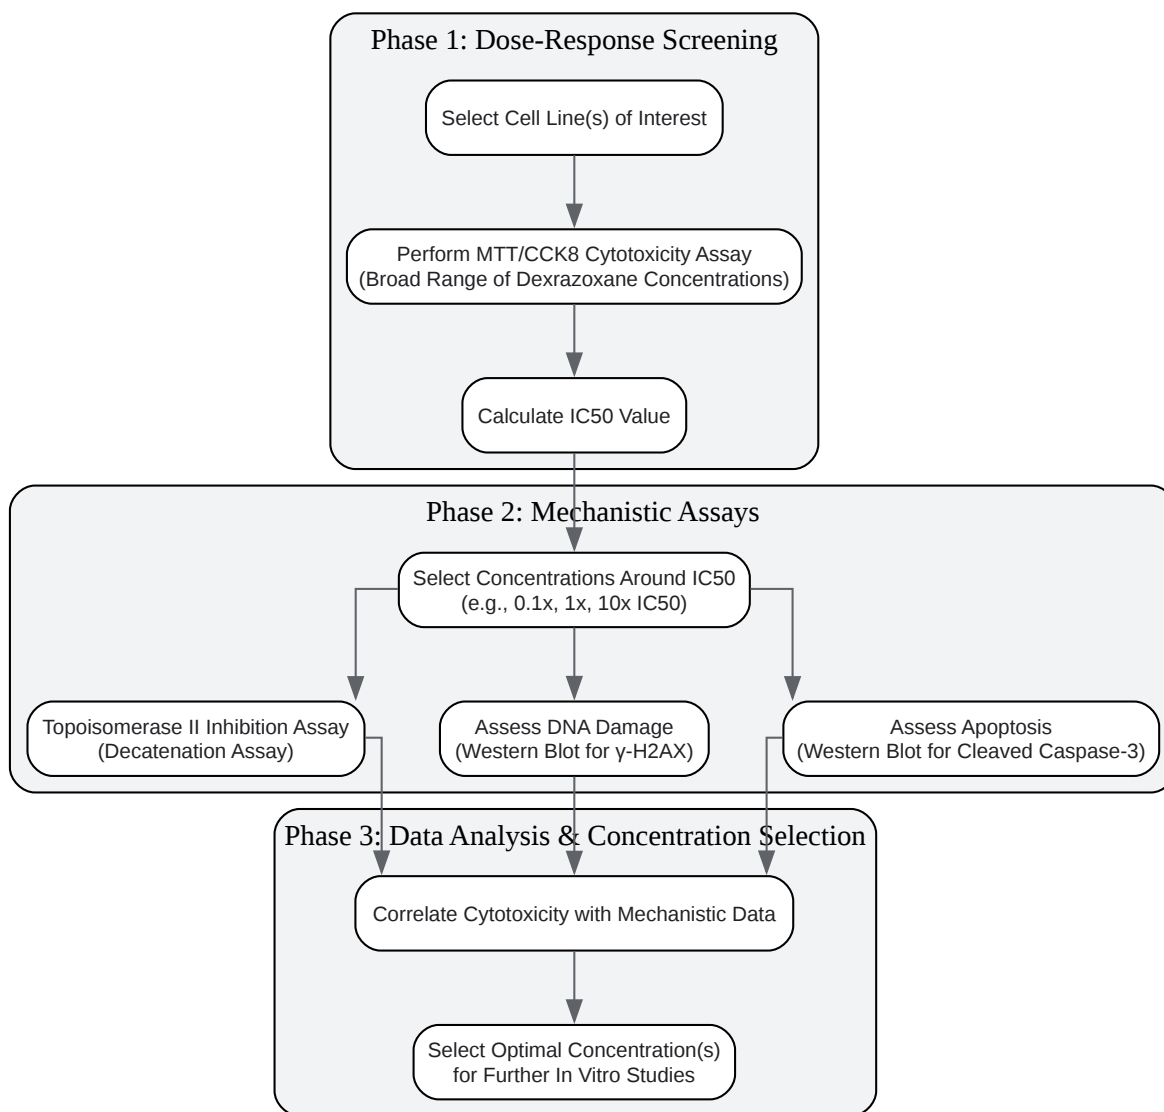 Phase 1: Dose-Response Screening
Select Cell Line(s) of Interest
Perform MTT/CCK8 Cytotoxicity Assay
(Broad Range of Dexrazoxane Concentrations)
Calculate IC50 Value
Phase 2: Mechanistic Assays
Select Concentrations Around IC50
(e.g., 0.1x, 1x, 10x IC50)
Topoisomerase II Inhibition Assay
(Decatenation Assay)
Assess DNA Damage
(Western Blot for γ-H2AX)
Assess Apoptosis
(Western Blot for Cleaved Caspase-3)
Phase 3: Data Analysis & Concentration Selection
Correlate Cytotoxicity with Mechanistic Data
Select Optimal Concentration(s)
for Further In Vitro Studies